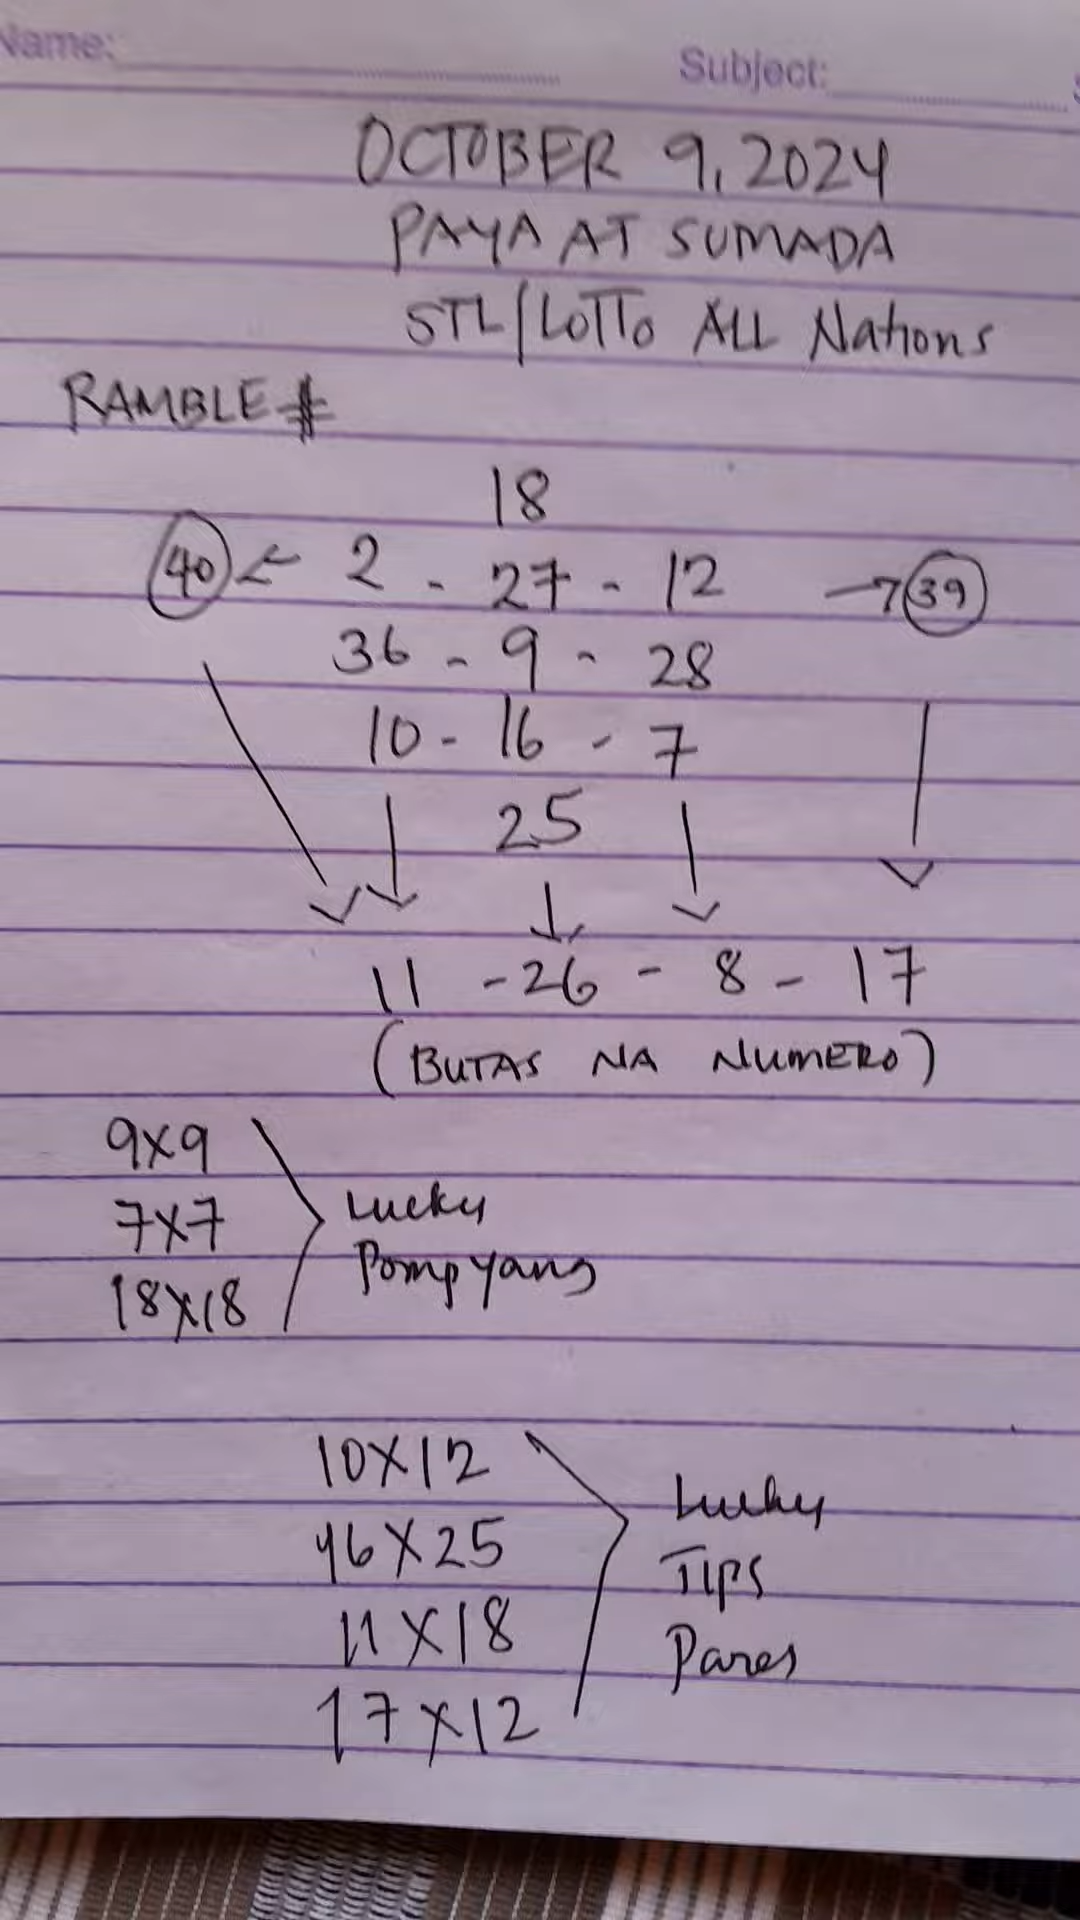 Name:
Subject:
OCTOBER 9, 2024
PAYA AT SUMADA
STL/LOTTO ALL Nations
RAMBLE #
18
40 ← 2 - 27 - 12 → 39
36 - 9 - 28
10 - 16 - 7
25
11 - 26 - 8 - 17
(BUTAS NA NUMERO)
9x9
7x7
18x18
Lucky
Pompyang
10X12
16X25
11X18
17X12
Lucky
TIPS
Pares